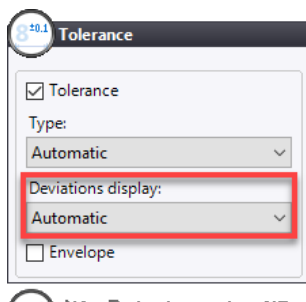 8±0.1 Tolerance
Tolerance
Type:
Automatic
Deviations display:
Automatic
Envelope